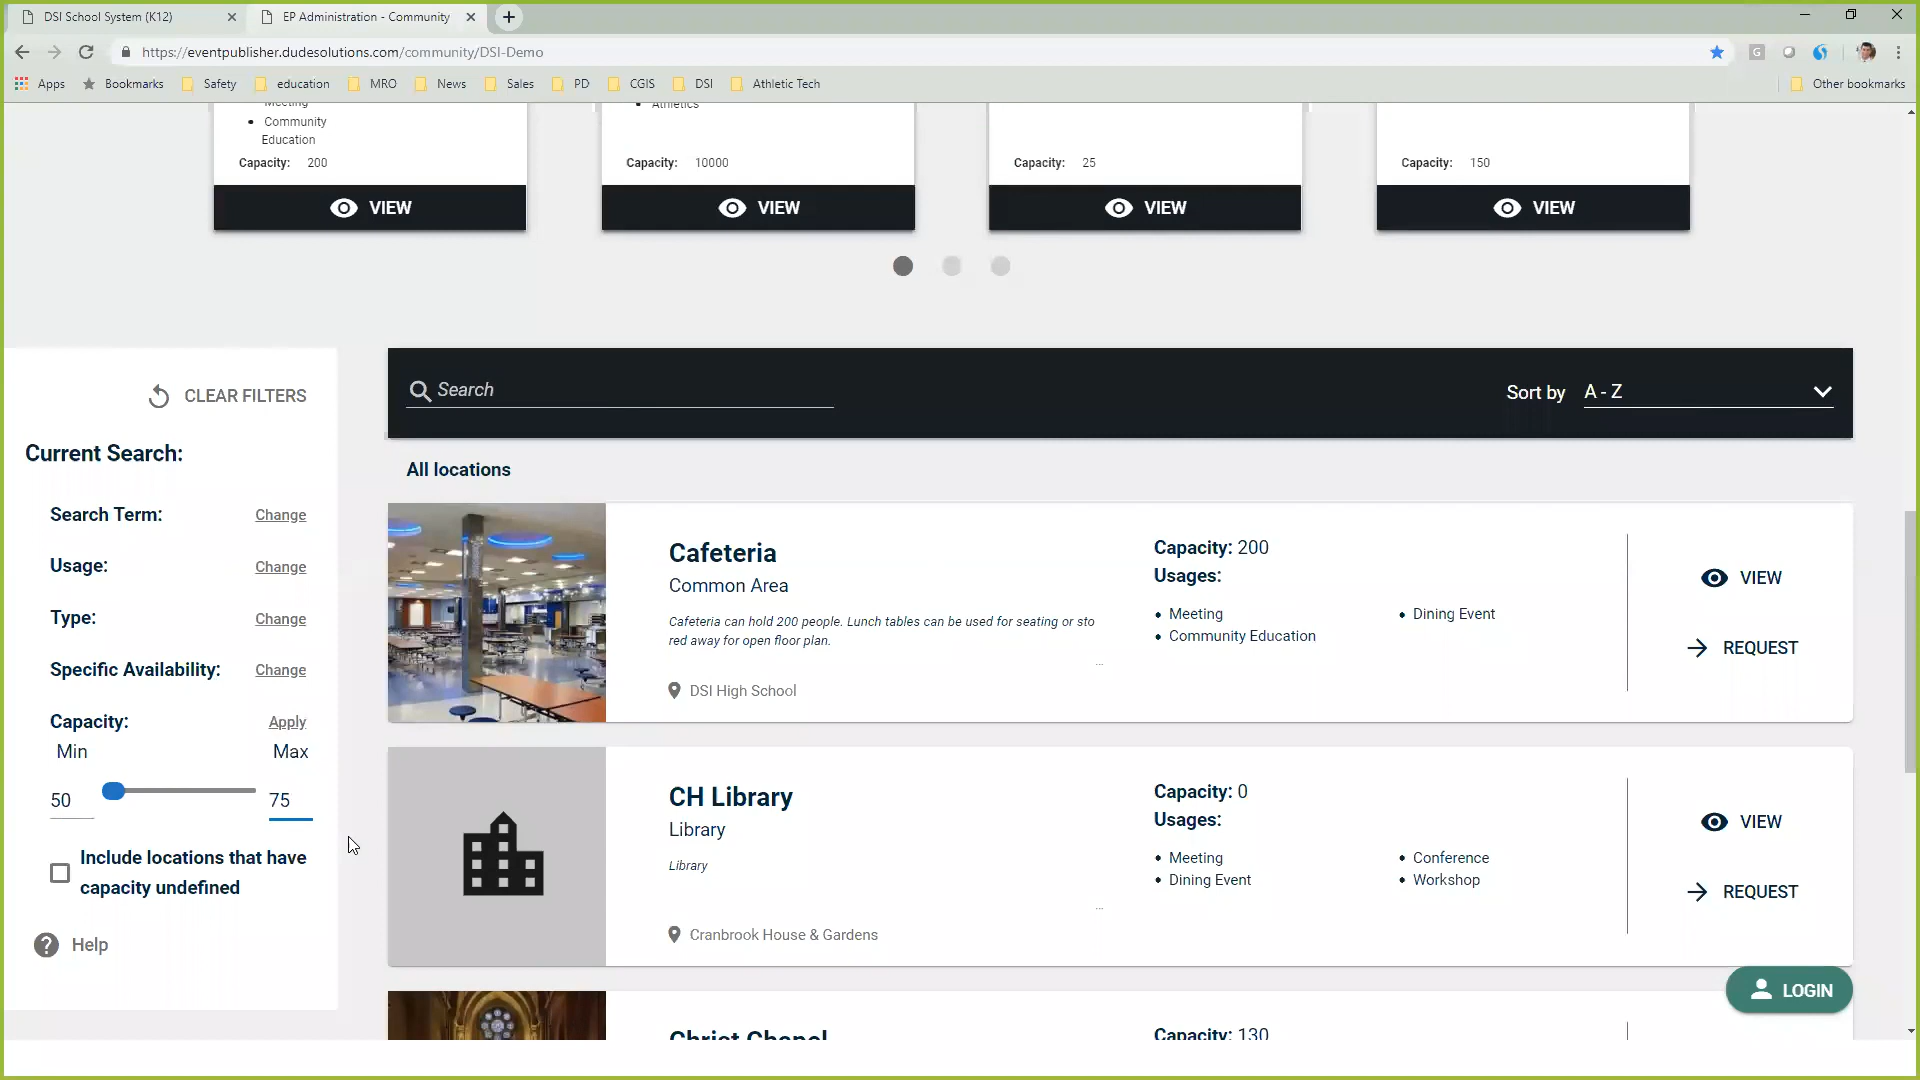 DSI School System (K12)
EP Administration - Community
https://eventpublisher.dudesolutions.com/community/DSI-Demo
Apps
Bookmarks
Safety
education
MRO
News
Sales
PD
CGIS
DSI
Athletic Tech
Other bookmarks
Meeting
Community
Education
Capacity: 200
VIEW
Athletics
Capacity: 10000
VIEW
Capacity: 25
VIEW
Capacity: 150
VIEW
CLEAR FILTERS
Current Search:
Search Term: Change
Usage: Change
Type: Change
Specific Availability: Change
Capacity: Apply
Min Max
50 75
Include locations that have
capacity undefined
? Help
Search
Sort by A - Z
All locations
Cafeteria
Common Area
Cafeteria can hold 200 people. Lunch tables can be used for seating or sto
red away for open floor plan.
...
DSI High School
Capacity: 200
Usages:
Meeting
Community Education
Dining Event
VIEW
REQUEST
CH Library
Library
Library
...
Cranbrook House & Gardens
Capacity: 0
Usages:
Meeting
Dining Event
Conference
Workshop
VIEW
REQUEST
Christ Chapel
Capacity: 130
LOGIN